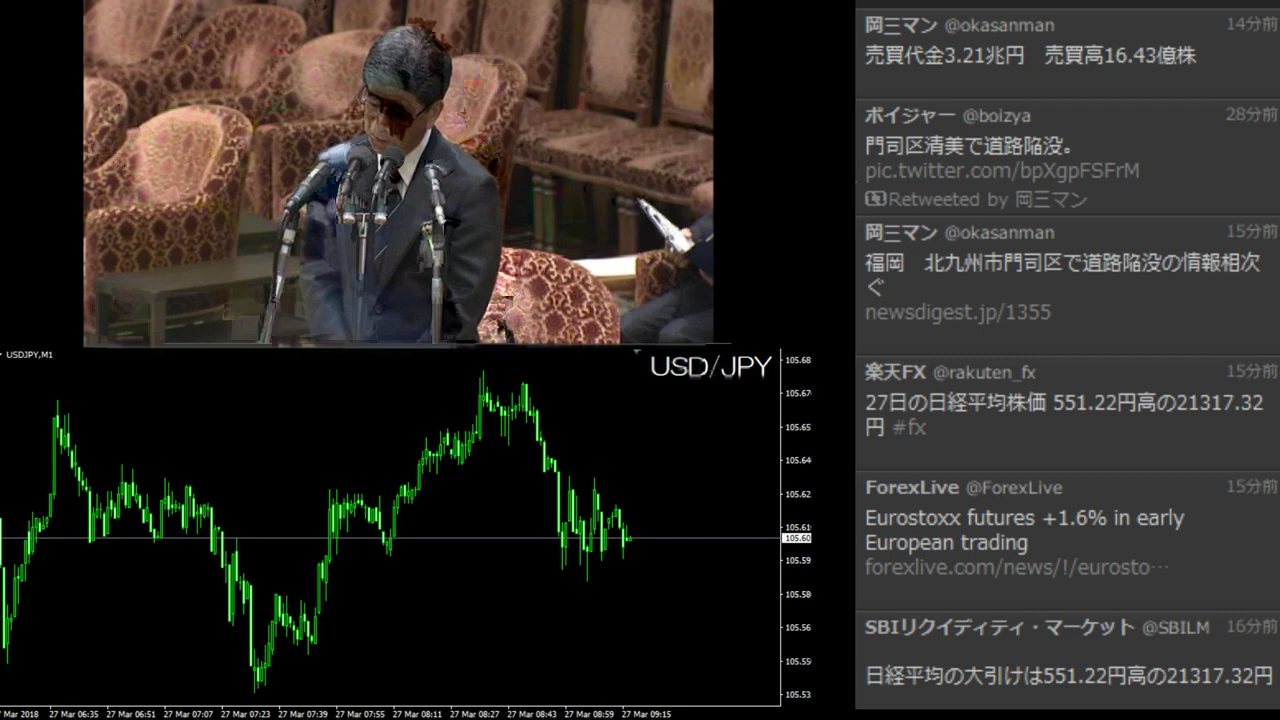 USDJPY,M1
USD/JPY
105.68
105.67
105.65
105.64
105.62
105.61
105.60
105.59
105.58
105.56
105.55
105.53
Mar 2018
27 Mar 06:35
27 Mar 06:51
27 Mar 07:07
27 Mar 07:23
27 Mar 07:39
27 Mar 07:55
27 Mar 08:11
27 Mar 08:27
27 Mar 08:43
27 Mar 08:59
27 Mar 09:15
岡三マン @okasanman 14分前
売買代金3.21兆円 売買高16.43億株
ボイジャー @boizya 28分前
門司区清美で道路陥没。
pic.twitter.com/bpXgpFSFrM
Retweeted by 岡三マン
岡三マン @okasanman 15分前
福岡 北九州市門司区で道路陥没の情報相次
ぐ
newsdigest.jp/1355
楽天FX @rakuten_fx 15分前
27日の日経平均株価 551.22円高の21317.32
円 #fx
ForexLive @ForexLive 15分前
Eurostoxx futures +1.6% in early
European trading
forexlive.com/news/!/eurosto…
SBIリクイディティ・マーケット @SBILM 16分前
日経平均の大引けは551.22円高の21317.32円